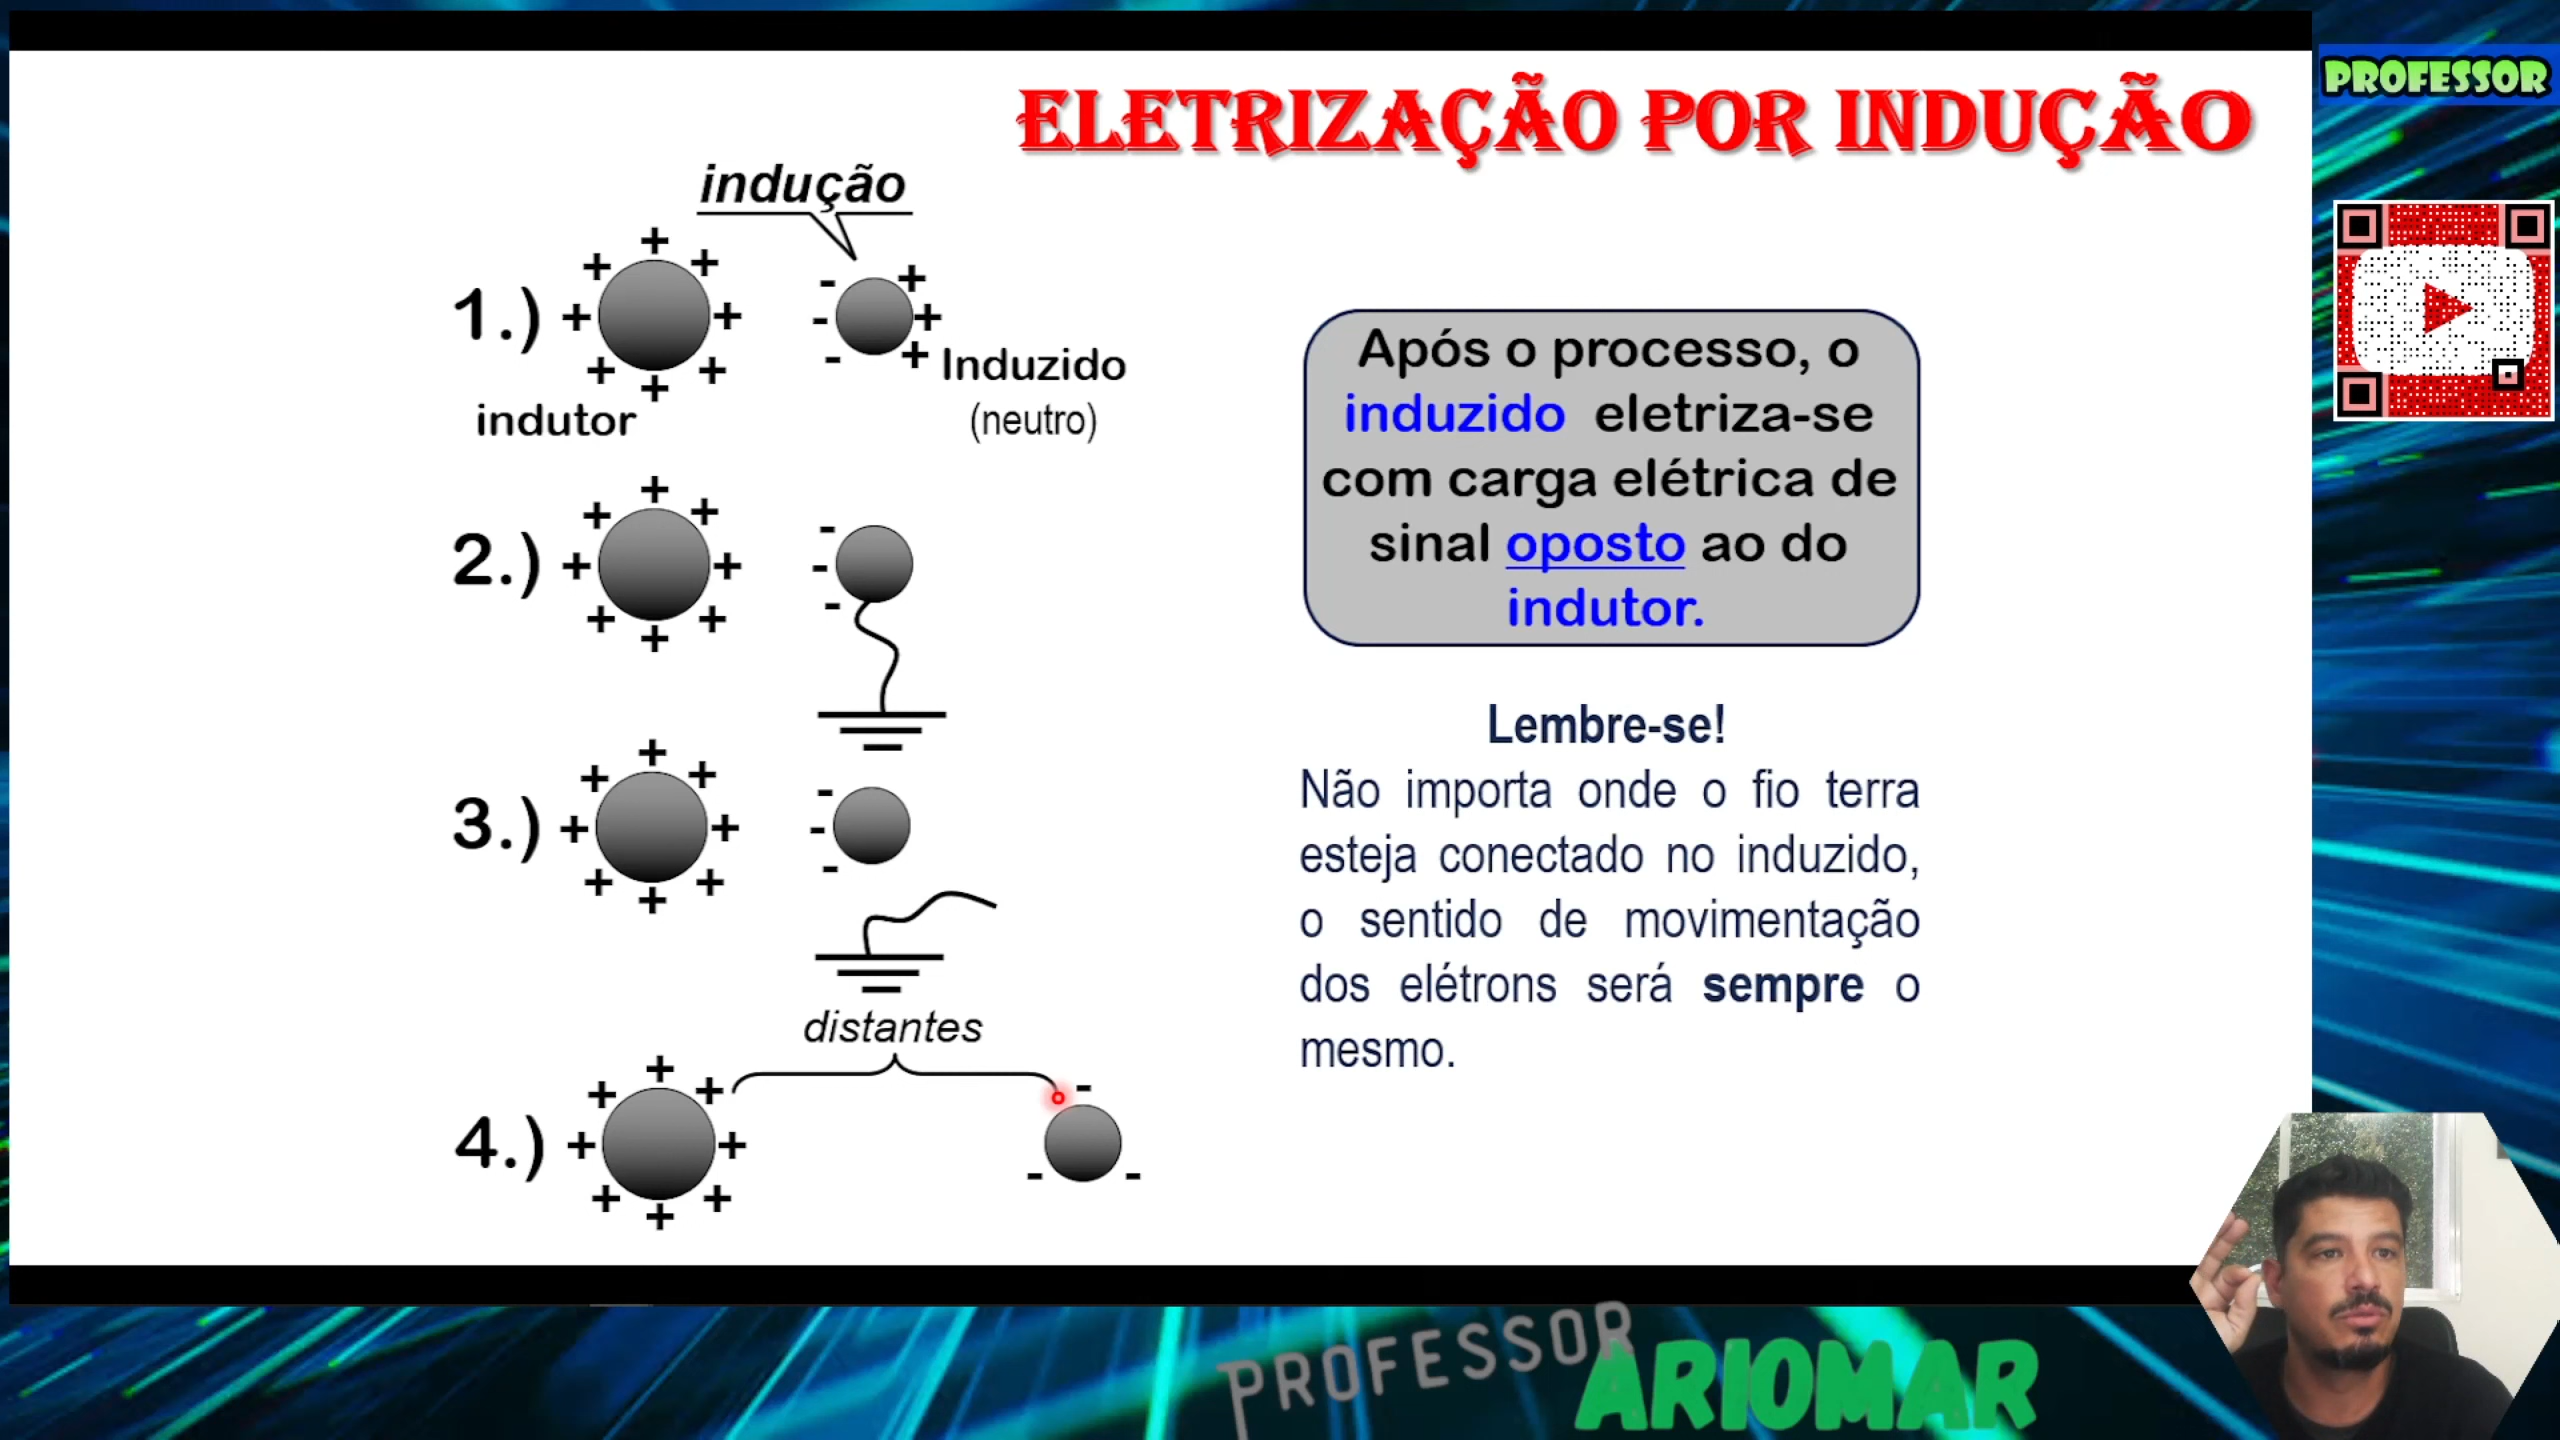 ELETRIZAÇÃO POR INDUÇÃO
PROFESSOR
indução
1.)
Induzido
(neutro)
indutor
2.)
3.)
distantes
4.)
Após o processo, o
induzido eletriza-se
com carga elétrica de
sinal oposto ao do
indutor.
Lembre-se!
Não importa onde o fio terra
esteja conectado no induzido,
o sentido de movimentação
dos elétrons será sempre o
mesmo.
PROFESSOR
ARIOMAR